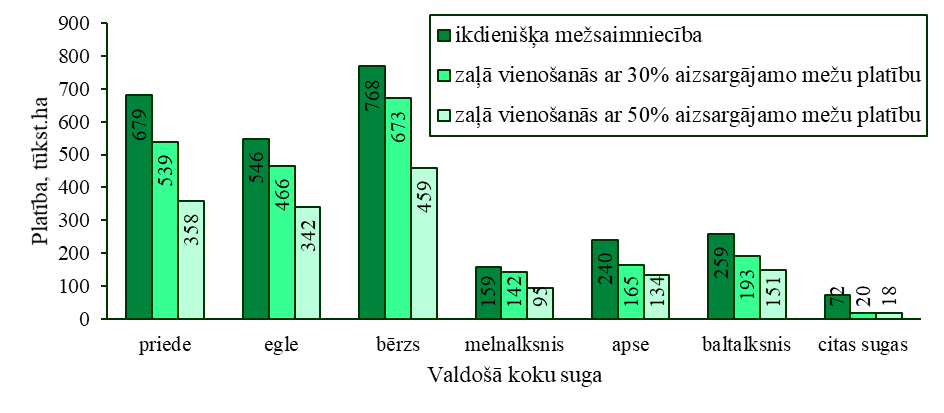 900
800
700
600
500
400
300
200
100
0
Platība, tūkst.ha
ikdienišķa mežsaimniecība
zaļā vienošanās ar 30% aizsargājamo mežu platību
zaļā vienošanās ar 50% aizsargājamo mežu platību
679 539 358
546 466 342
768 673 459
159 142 95
240 165 134
259 193 151
72 20 18
priede egle bērzs melnalksnis apse baltalksnis citas sugas
Valdošā koku suga